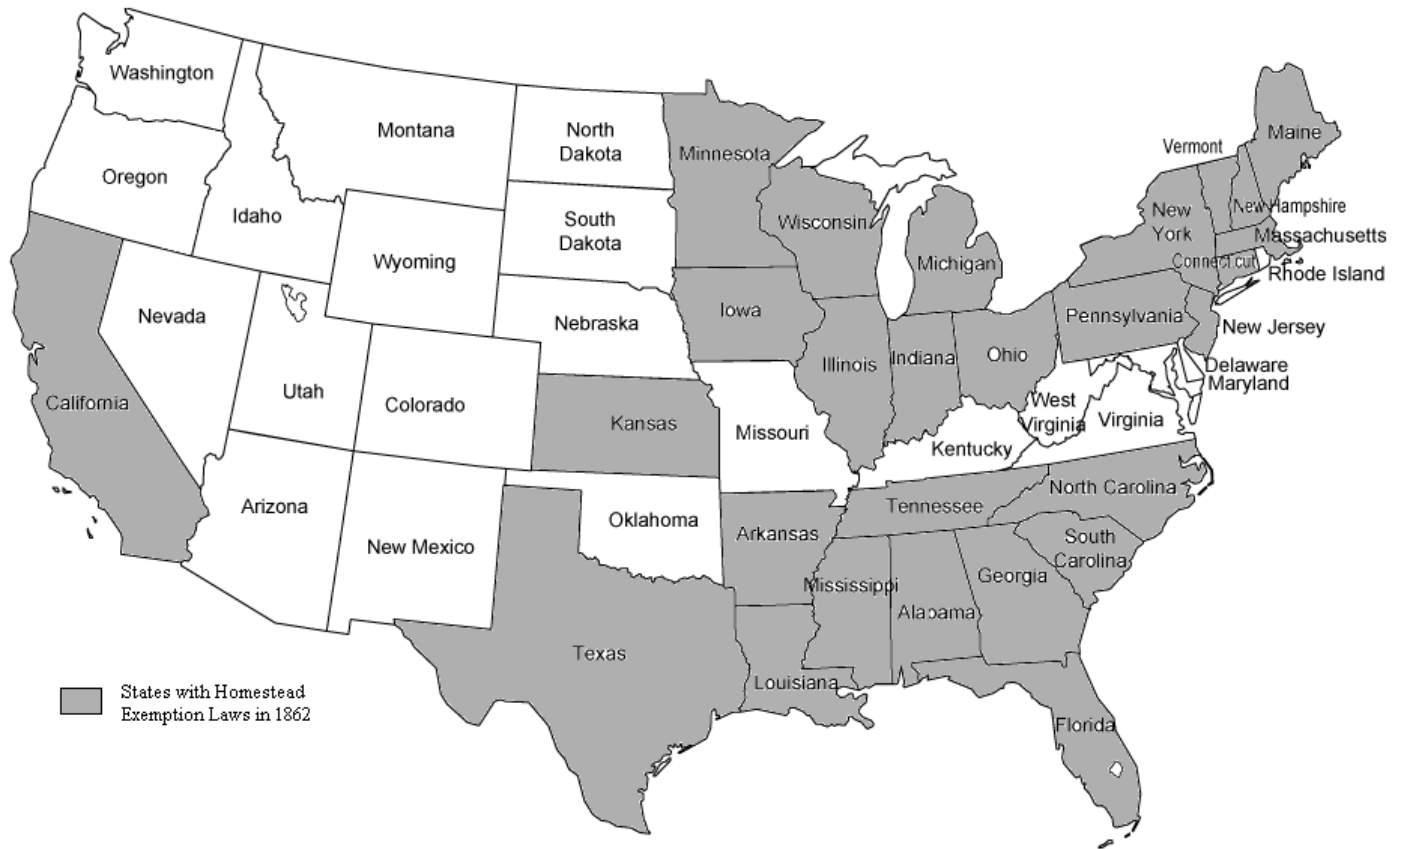 Washington
Montana
North
Dakota
Minnesota
Maine
Vermont
Oregon
Idaho
South
Dakota
Wisconsin
New
York
New Hampshire
Massachusetts
Wyoming
Michigan
Connecticut
Rhode Island
Nevada
Nebraska
Iowa
Pennsylvania
New Jersey
Utah
Colorado
Illinois
Indiana
Ohio
Delaware
Maryland
California
Kansas
Missouri
Kentucky
West
Virginia
Virginia
Arizona
New Mexico
Oklahoma
Arkansas
Tennessee
North Carolina
South
Carolina
Mississippi
Alabama
Georgia
Texas
Louisiana
Florida
States with Homestead
Exemption Laws in 1862